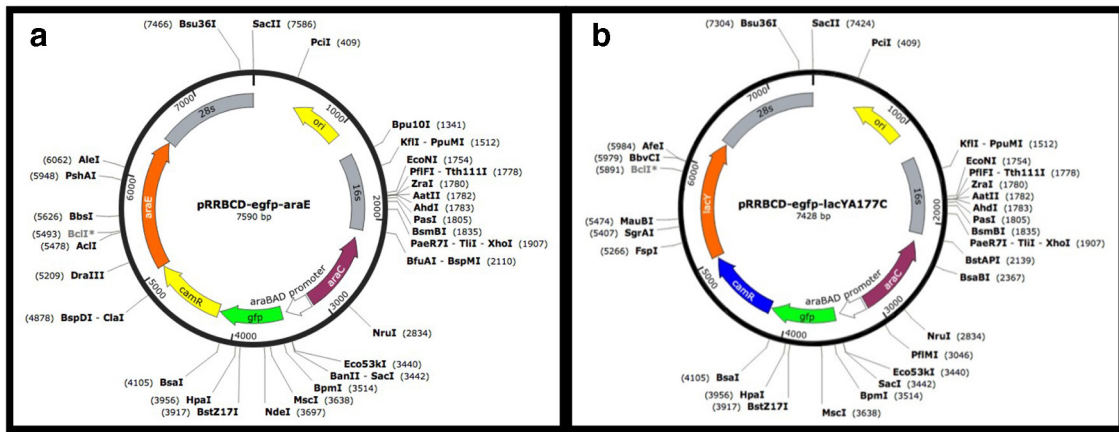 a
(7466) Bsu36I
SacII (7586)
PciI (409)
Bpu10I (1341)
KflI - PpuMI (1512)
EcoNI (1754)
PflFI - Tth111I (1778)
ZraI (1780)
AatII (1782)
AhdI (1783)
PasI (1805)
BsmBI (1835)
PaeR7I - TliI - XhoI (1907)
BfuAI - BspMI (2110)
NruI (2834)
Eco53kI (3440)
BanII - SacI (3442)
BpmI (3514)
MscI (3638)
NdeI (3697)
(3917) BstZ17I
(3956) HpaI
(4105) BsaI
(4878) BspDI - ClaI
(5209) DraIII
(5478) AclI
(5493) BclI*
(5626) BbsI
(5948) PshAI
(6062) AleI
1000
2000
3000
4000
5000
6000
7000
28s
ori
16s
araC
araBAD promoter
gfp
camR
araE
pRRBCD-egfp-araE
7590 bp
b
(7304) Bsu36I
SacII (7424)
PciI (409)
KflI - PpuMI (1512)
EcoNI (1754)
PflFI - Tth111I (1778)
ZraI (1780)
AatII (1782)
AhdI (1783)
PasI (1805)
BsmBI (1835)
PaeR7I - TliI - XhoI (1907)
BstAPI (2139)
BsaBI (2367)
NruI (2834)
PflMI (3046)
Eco53kI (3440)
SacI (3442)
BpmI (3514)
MscI (3638)
(3917) BstZ17I
(3956) HpaI
(4105) BsaI
(5266) FspI
(5407) SgrAI
(5474) MauBI
(5891) BclI*
(5979) BbvCI
(5984) AfeI
1000
2000
3000
4000
5000
6000
7000
28s
ori
16s
araC
araBAD promoter
gfp
camR
lacY
pRRBCD-egfp-lacYA177C
7428 bp